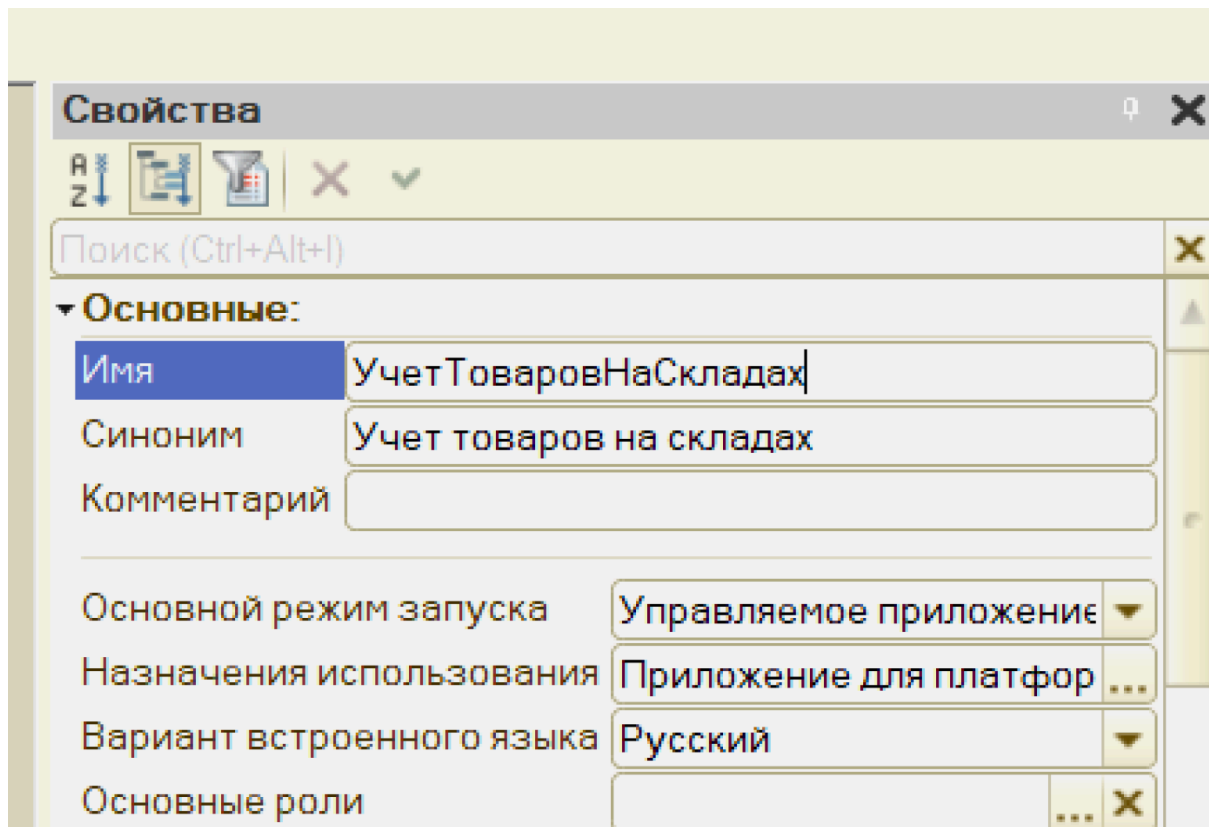 Свойства
A
Z
Поиск (Ctrl+Alt+I)
Основные:
Имя УчетТоваровНаСкладах
Синоним Учет товаров на складах
Комментарий
Основной режим запуска Управляемое приложение
Назначения использования Приложение для платфор ...
Вариант встроенного языка Русский
Основные роли ...